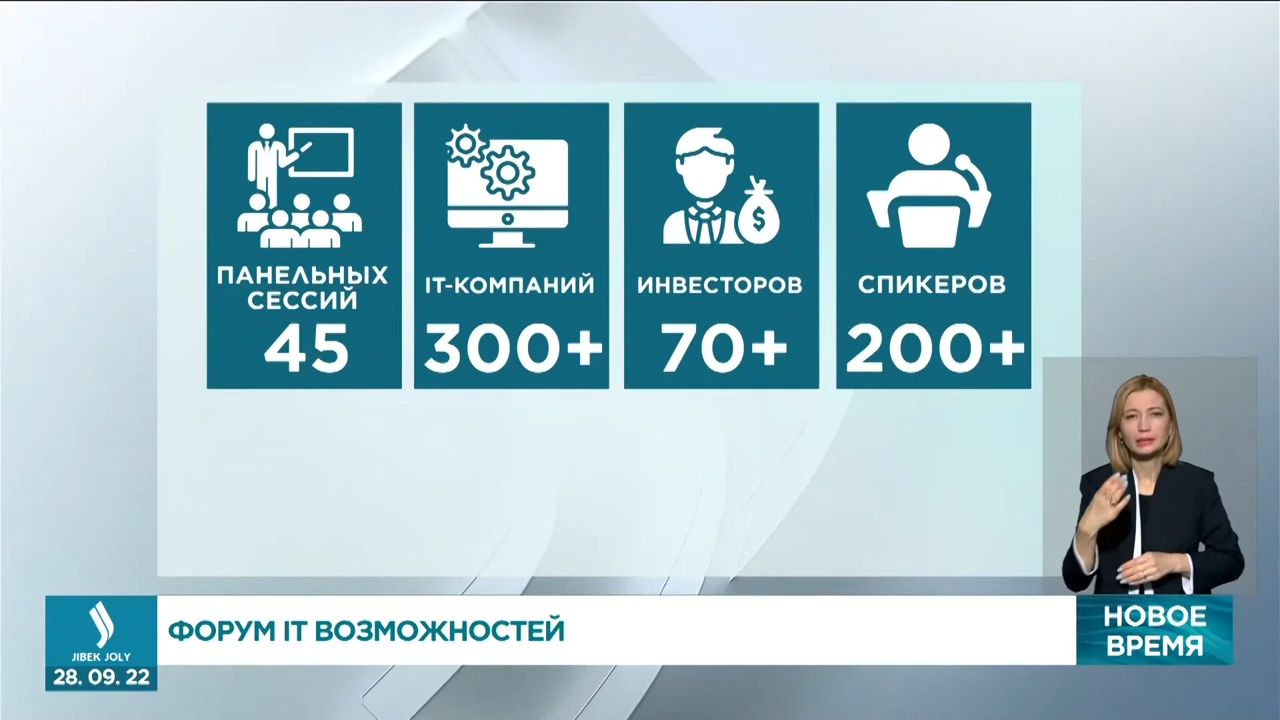 ПАНЕЛЬНЫХ
СЕССИЙ
45
IT-КОМПАНИЙ
300+
ИНВЕСТОРОВ
70+
$
СПИКЕРОВ
200+
ФОРУМ IT ВОЗМОЖНОСТЕЙ
JIBEK JOLY
28. 09. 22
НОВОЕ
ВРЕМЯ